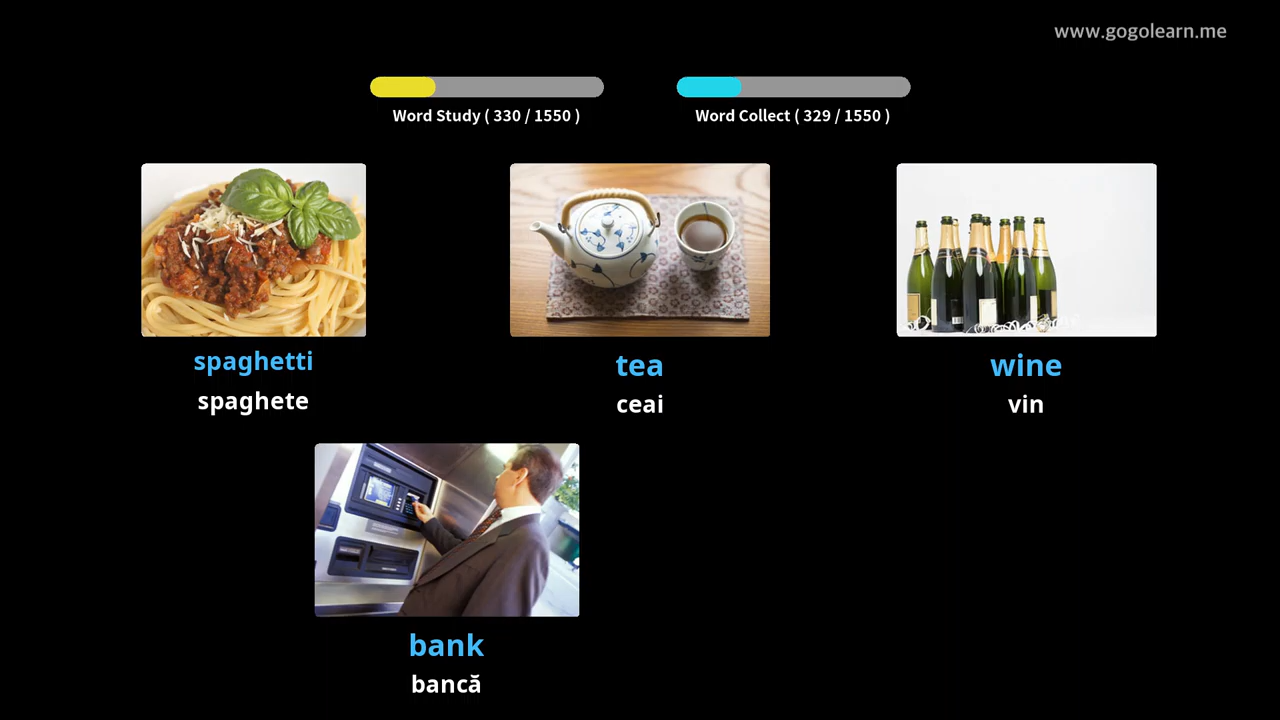 www.gogolearn.me
Word Study ( 330 / 1550 )
Word Collect ( 329 / 1550 )
spaghetti
spaghete
tea
ceai
wine
vin
bank
bancă